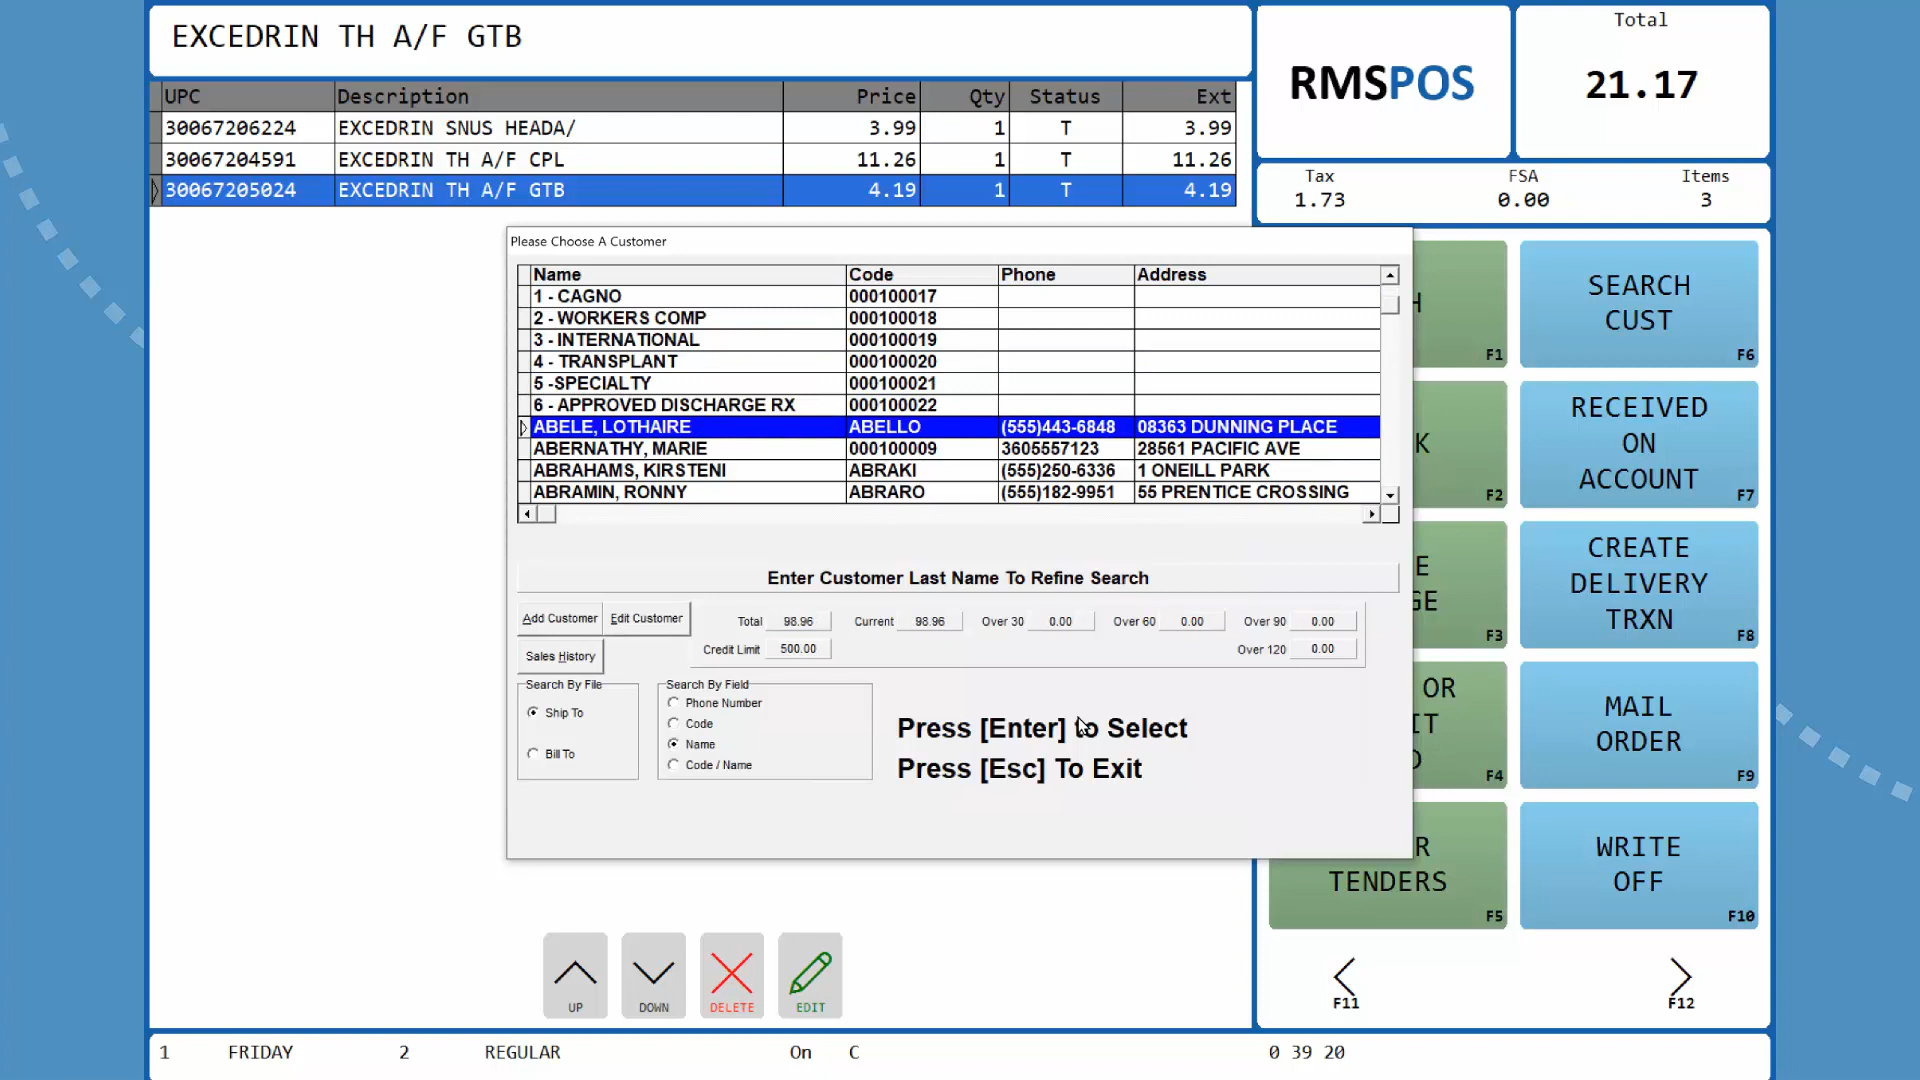 EXCEDRIN TH A/F GTB
RMSPOS
Total
21.17
UPC Description Price Qty Status Ext
30067206224 EXCEDRIN SNUS HEADA/ 3.99 1 T 3.99
30067204591 EXCEDRIN TH A/F CPL 11.26 1 T 11.26
30067205024 EXCEDRIN TH A/F GTB 4.19 1 T 4.19
Tax FSA Items
1.73 0.00 3
Please Choose A Customer
Name Code Phone Address
1 - CAGNO 000100017
2 - WORKERS COMP 000100018
3 - INTERNATIONAL 000100019
4 - TRANSPLANT 000100020
5 -SPECIALTY 000100021
6 - APPROVED DISCHARGE RX 000100022
ABELE, LOTHAIRE ABELLO (555)443-6848 08363 DUNNING PLACE
ABERNATHY, MARIE 000100009 3605557123 28561 PACIFIC AVE
ABRAHAMS, KIRSTENI ABRAKI (555)250-6336 1 ONEILL PARK
ABRAMIN, RONNY ABRARO (555)182-9951 55 PRENTICE CROSSING
Enter Customer Last Name To Refine Search
Add Customer Edit Customer Total 98.96 Current 98.96 Over 30 0.00 Over 60 0.00 Over 90 0.00
Sales History Credit Limit 500.00 Over 120 0.00
Search By File
Ship To
Bill To
Search By Field
Phone Number
Code
Name
Code / Name
Press [Enter] to Select
Press [Esc] To Exit
H
F1
SEARCH
CUST
F6
K
F2
RECEIVED
ON
ACCOUNT
F7
E
GE
F3
CREATE
DELIVERY
TRXN
F8
OR
IT
D
F4
MAIL
ORDER
F9
R
TENDERS
F5
WRITE
OFF
F10
UP DOWN DELETE EDIT
F11 F12
1 FRIDAY 2 REGULAR On C 0 39 20